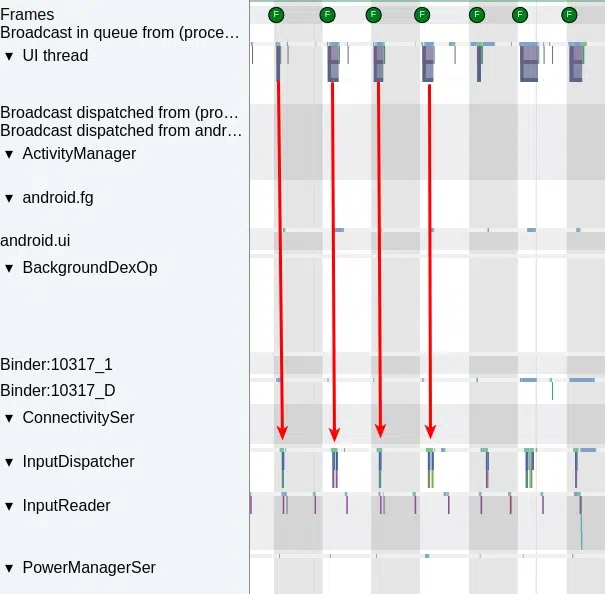 Frames
F F F F F F F
Broadcast in queue from (proce...
▼ UI thread
Broadcast dispatched from (pro...
Broadcast dispatched from andr...
▼ ActivityManager
▼ android.fg
android.ui
▼ BackgroundDexOp
Binder:10317_1
Binder:10317_D
▼ ConnectivitySer
▼ InputDispatcher
▼ InputReader
▼ PowerManagerSer